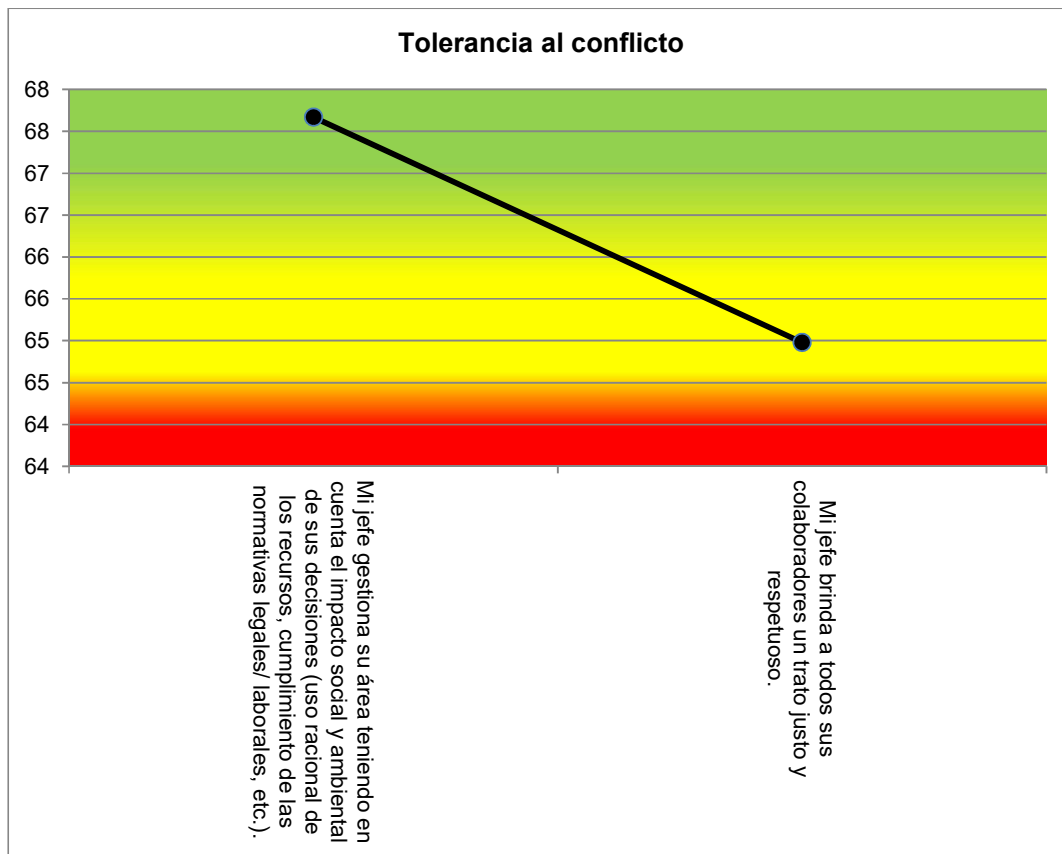 Tolerancia al conflicto
68
68
67
67
66
66
65
65
64
64
Mi jefe gestiona su área teniendo en
cuenta el impacto social y ambiental
de sus decisiones (uso racional de
los recursos, cumplimiento de las
normativas legales/ laborales, etc.).
Mi jefe brinda a todos sus
colaboradores un trato justo y
respetuoso.